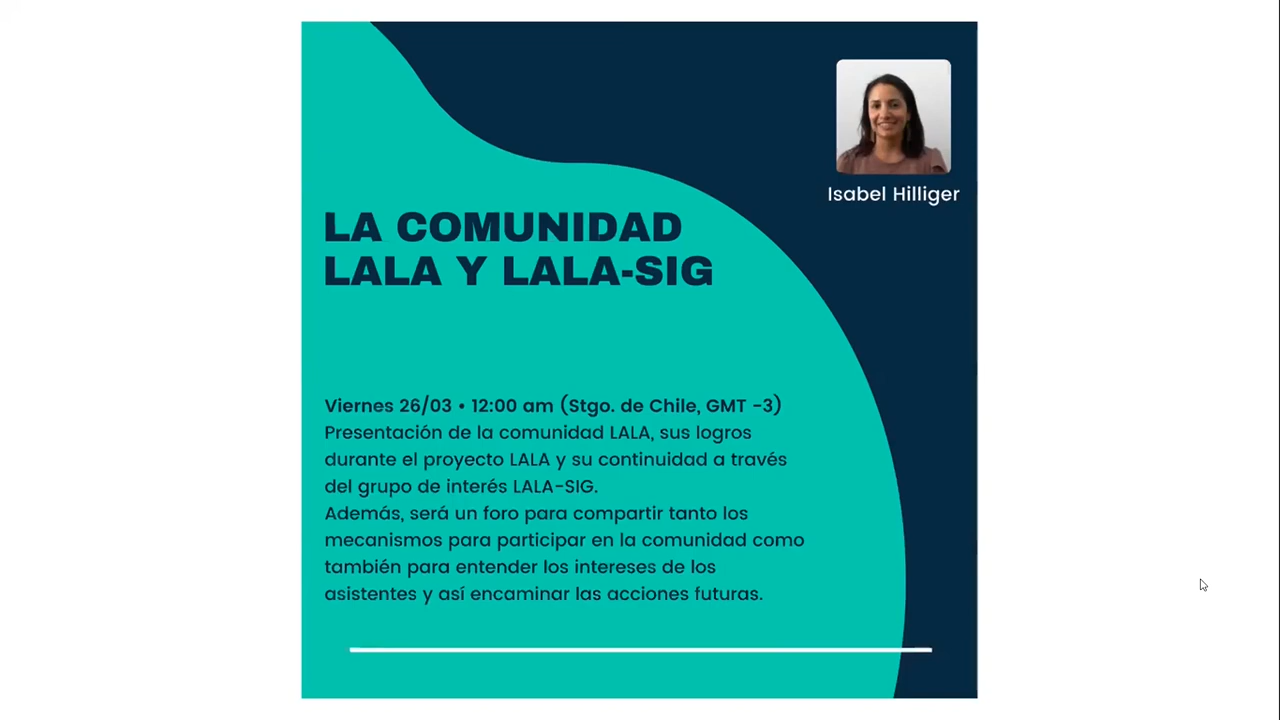 Isabel Hilliger
LA COMUNIDAD
LALA Y LALA-SIG
Viernes 26/03 • 12:00 am (Stgo. de Chile, GMT -3)
Presentación de la comunidad LALA, sus logros
durante el proyecto LALA y su continuidad a través
del grupo de interés LALA-SIG.
Además, será un foro para compartir tanto los
mecanismos para participar en la comunidad como
también para entender los intereses de los
asistentes y así encaminar las acciones futuras.